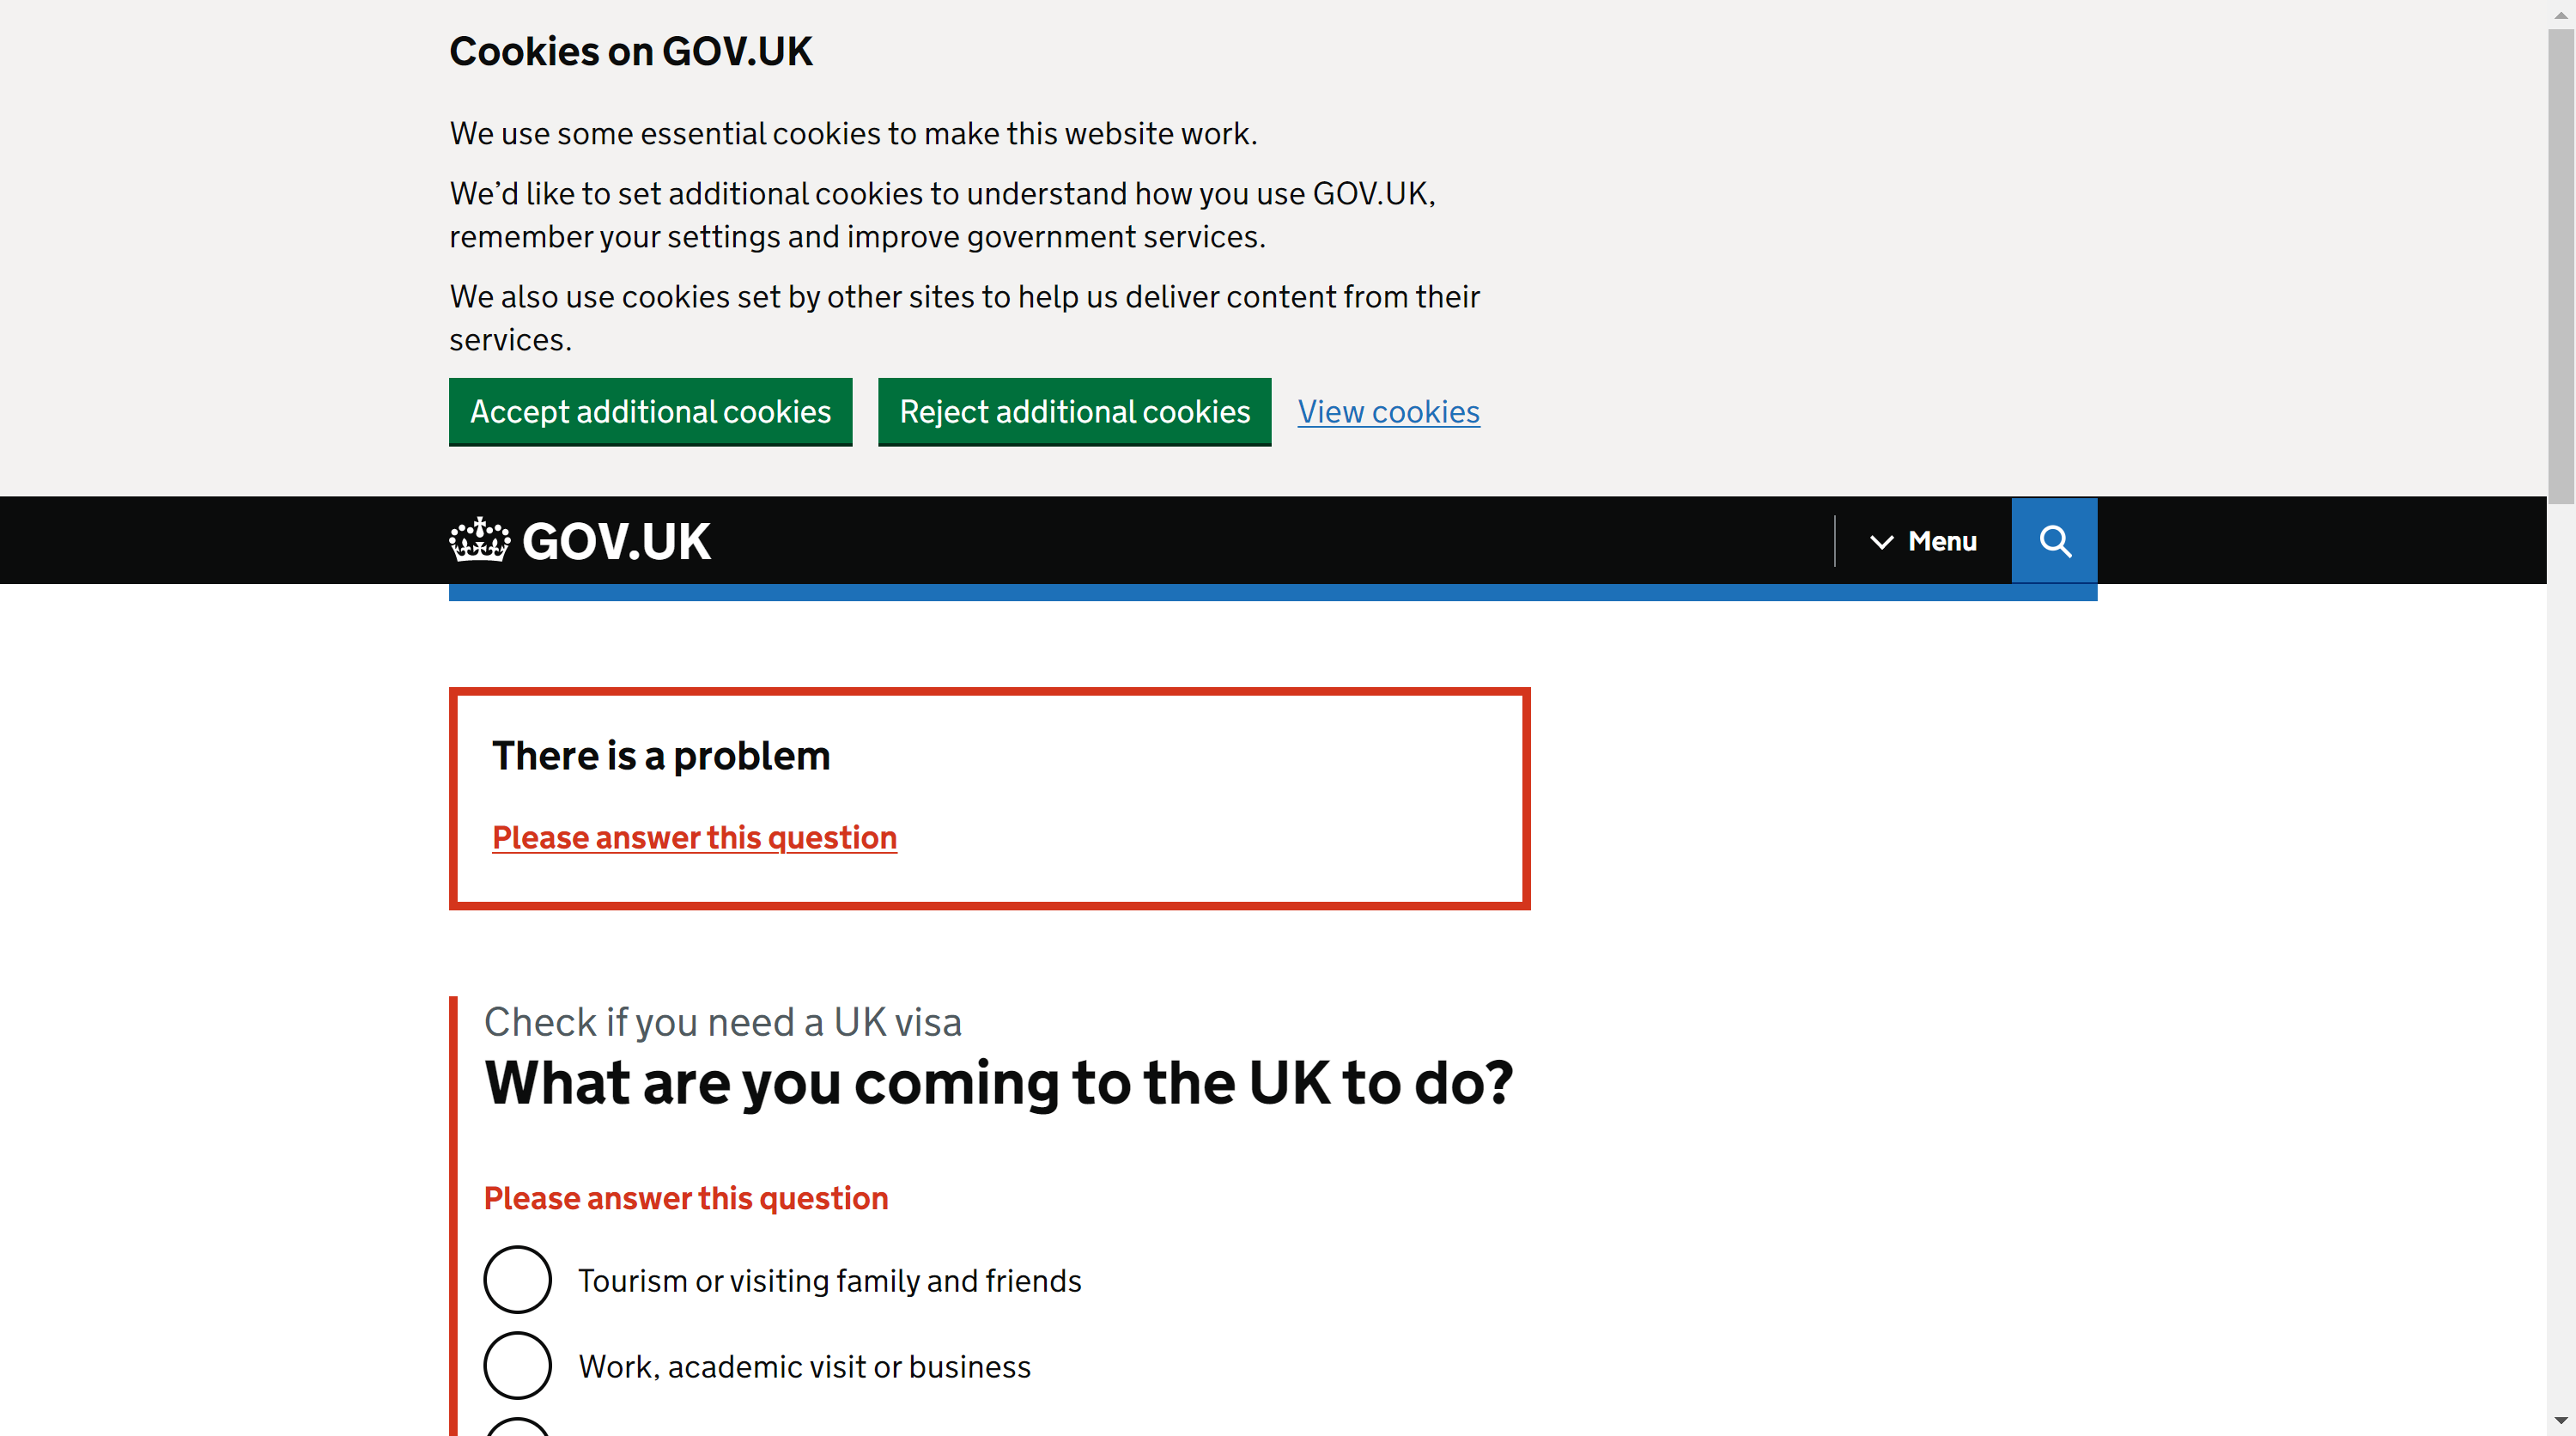 Cookies on GOV.UK
We use some essential cookies to make this website work.
We’d like to set additional cookies to understand how you use GOV.UK,
remember your settings and improve government services.
We also use cookies set by other sites to help us deliver content from their
services.
Accept additional cookies
Reject additional cookies
View cookies
GOV.UK
Menu
There is a problem
Please answer this question
Check if you need a UK visa
What are you coming to the UK to do?
Please answer this question
Tourism or visiting family and friends
Work, academic visit or business